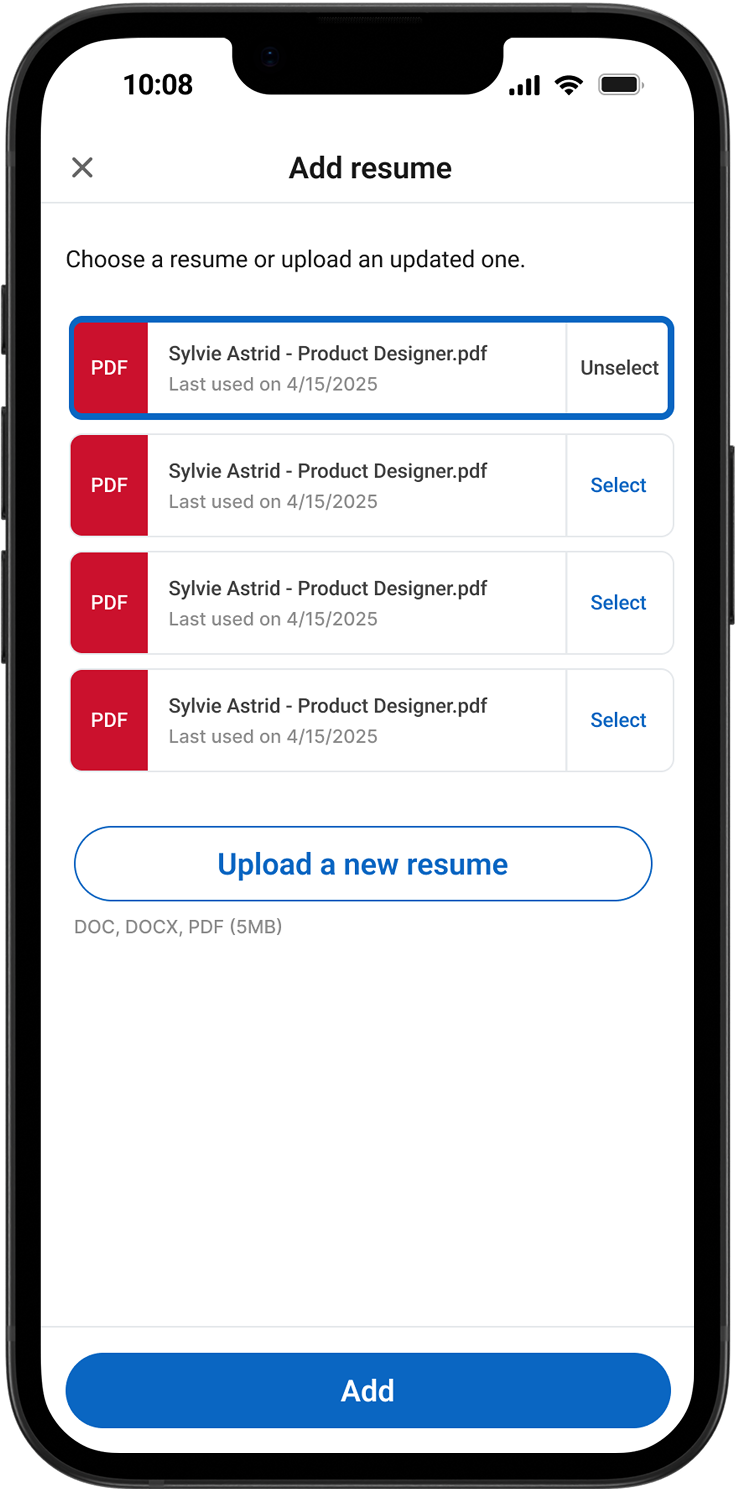 10:08
Add resume
Choose a resume or upload an updated one.
PDF
Sylvie Astrid - Product Designer.pdf
Last used on 4/15/2025
Unselect
PDF
Sylvie Astrid - Product Designer.pdf
Last used on 4/15/2025
Select
PDF
Sylvie Astrid - Product Designer.pdf
Last used on 4/15/2025
Select
PDF
Sylvie Astrid - Product Designer.pdf
Last used on 4/15/2025
Select
Upload a new resume
DOC, DOCX, PDF (5MB)
Add